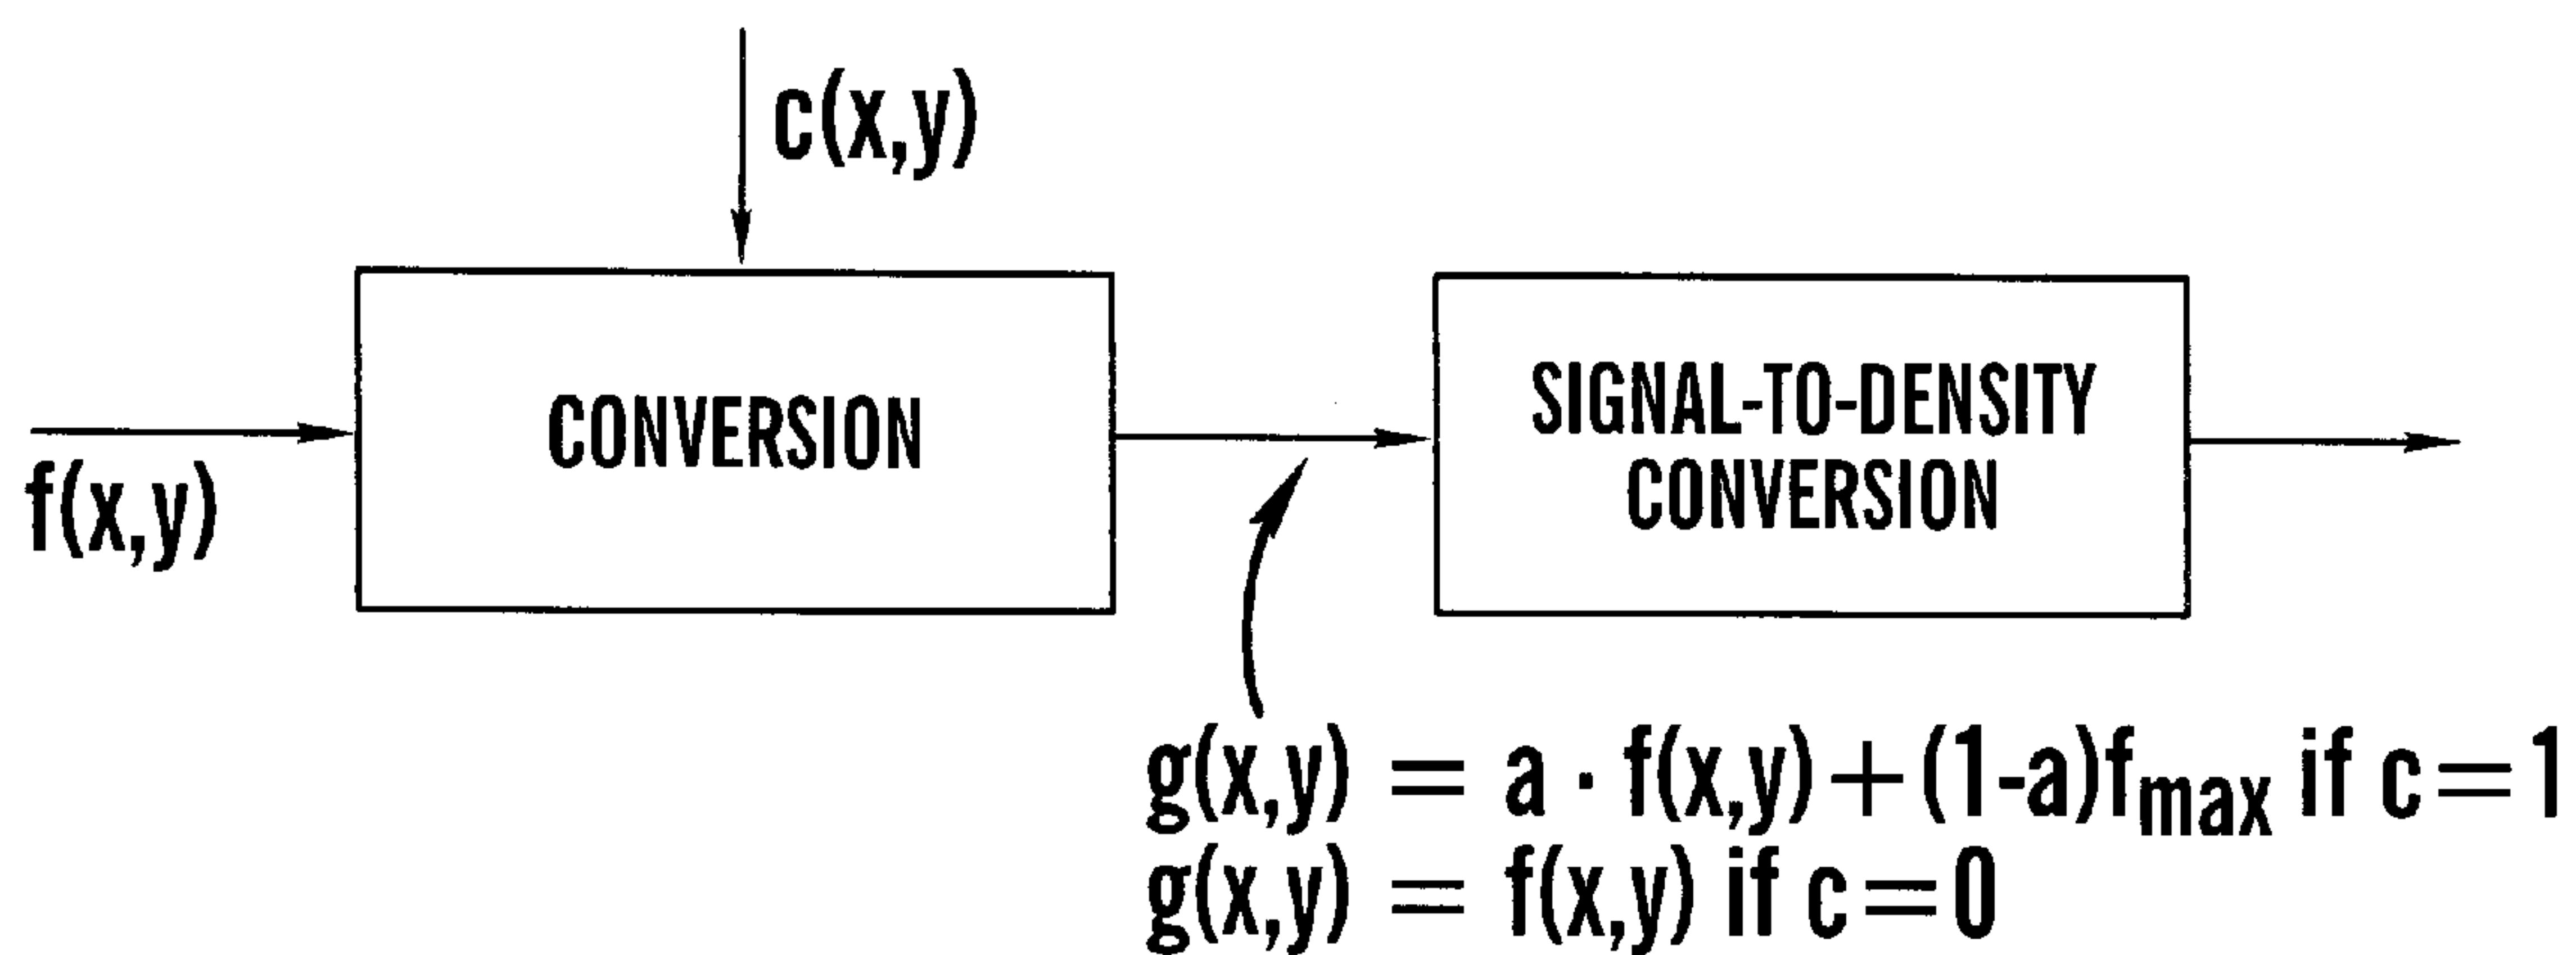 c(x,y)
f(x,y)
CONVERSION
SIGNAL-TO-DENSITY
CONVERSION
g(x,y) = a · f(x,y)+(1-a)fmax if c=1
g(x,y) = f(x,y) if c=0